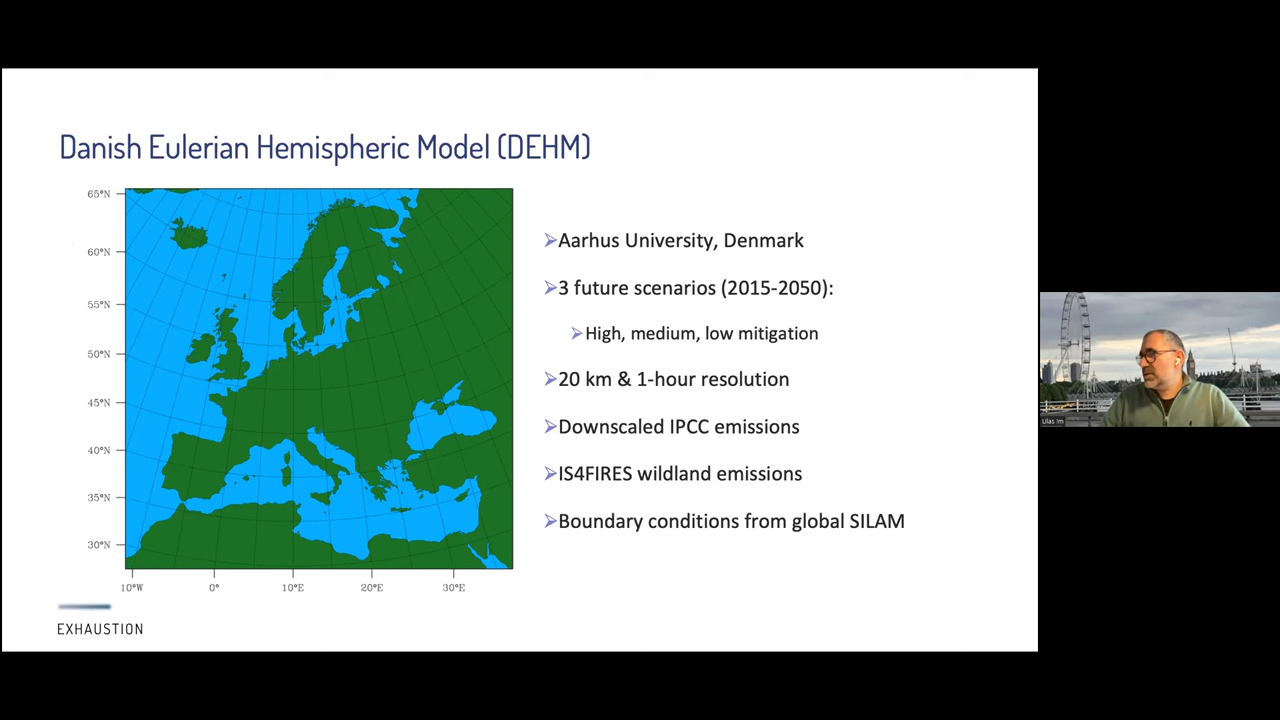 Danish Eulerian Hemispheric Model (DEHM)
65°N
60°N
55°N
50°N
45°N
40°N
35°N
30°N
10°W 0° 10°E 20°E 30°E
➢Aarhus University, Denmark
➢3 future scenarios (2015-2050):
➢High, medium, low mitigation
➢20 km & 1-hour resolution
➢Downscaled IPCC emissions
➢IS4FIRES wildland emissions
➢Boundary conditions from global SILAM
EXHAUSTION
Ulas Im